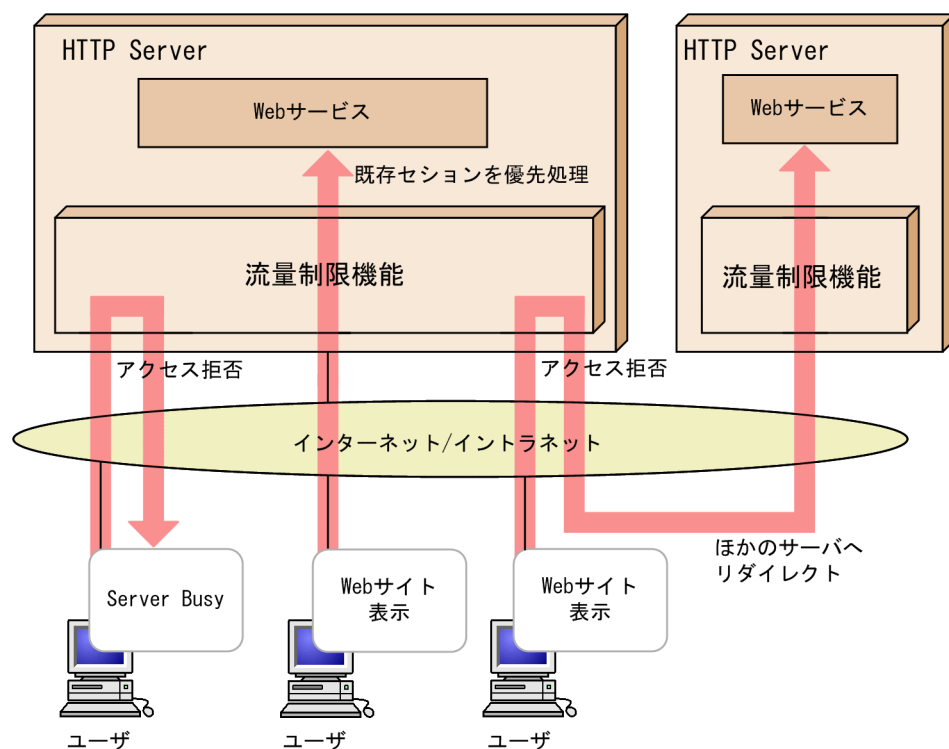 HTTP Server
HTTP Server
Webサービス
Webサービス
既存セションを優先処理
流量制限機能
流量制限機能
アクセス拒否
アクセス拒否
インターネット/イントラネット
ほかのサーバへ
リダイレクト
Server Busy
Webサイト
表示
Webサイト
表示
ユーザ
ユーザ
ユーザ